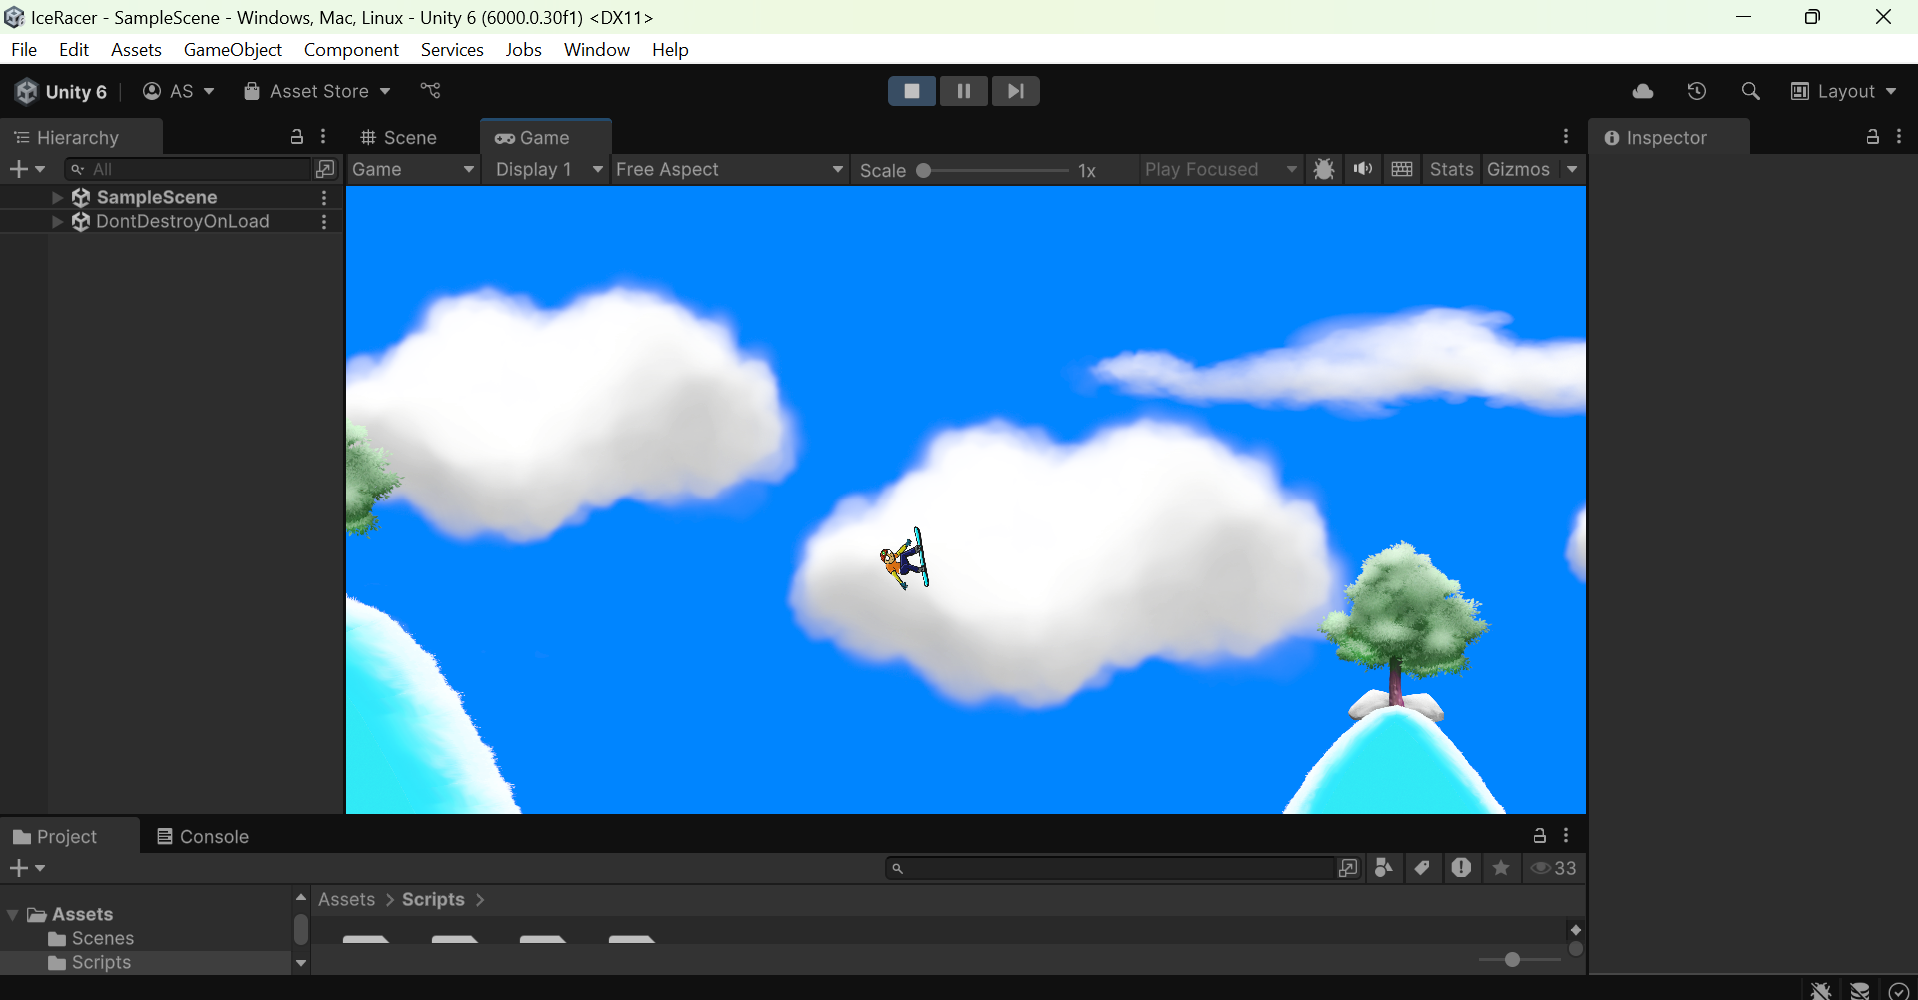 IceRacer - SampleScene - Windows, Mac, Linux - Unity 6 (6000.0.30f1) <DX11>
File Edit Assets GameObject Component Services Jobs Window Help
Unity 6 AS Asset Store Layout
Hierarchy Scene Game Inspector
All Game Display 1 Free Aspect Scale 1x Play Focused Stats Gizmos
SampleScene
DontDestroyOnLoad
Project Console
33
Assets > Scripts >
Assets
Scenes
Scripts